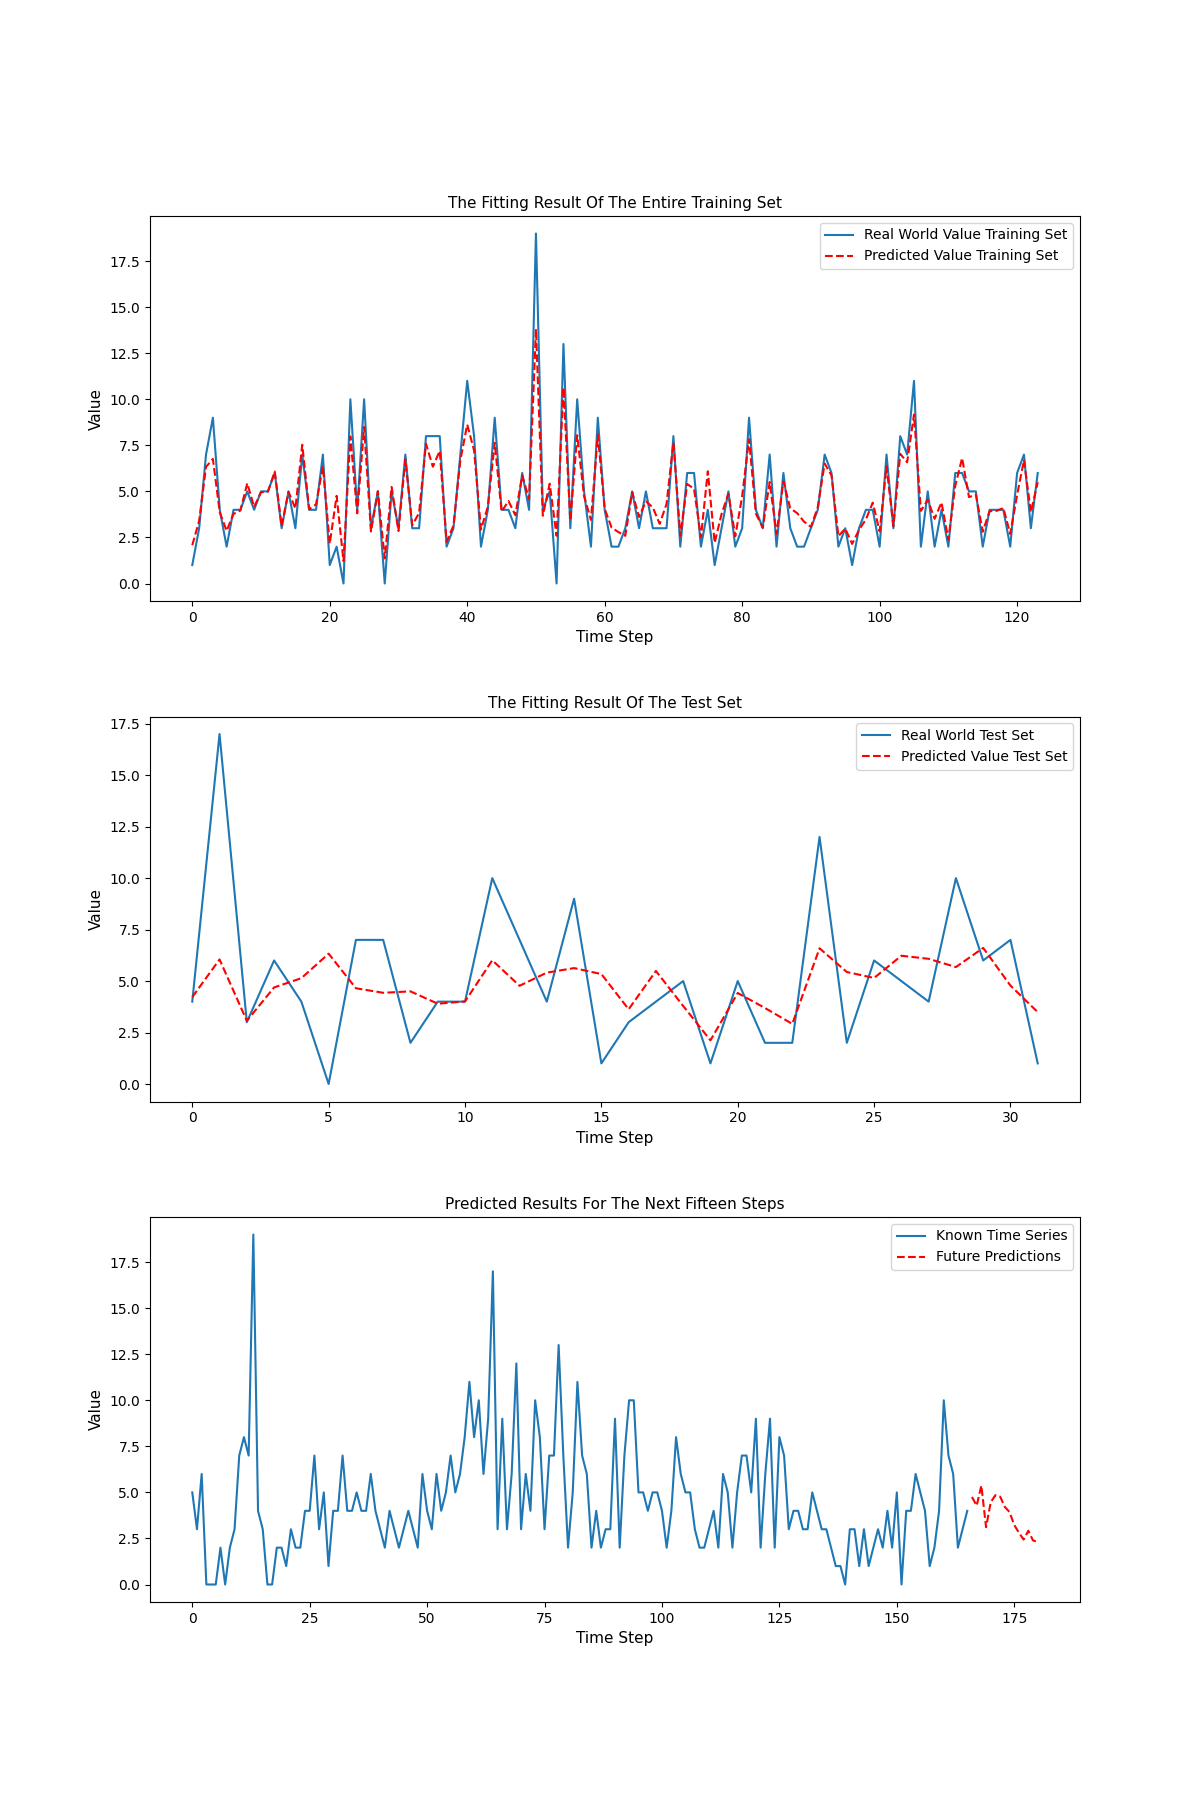 The Fitting Result Of The Entire Training Set
Real World Value Training Set
Predicted Value Training Set
17.5
15.0
12.5
10.0
7.5
5.0
2.5
0.0
Value
0 20 40 60 80 100 120
Time Step
The Fitting Result Of The Test Set
Real World Test Set
Predicted Value Test Set
17.5
15.0
12.5
10.0
7.5
5.0
2.5
0.0
Value
0 5 10 15 20 25 30
Time Step
Predicted Results For The Next Fifteen Steps
Known Time Series
Future Predictions
17.5
15.0
12.5
10.0
7.5
5.0
2.5
0.0
Value
0 25 50 75 100 125 150 175
Time Step